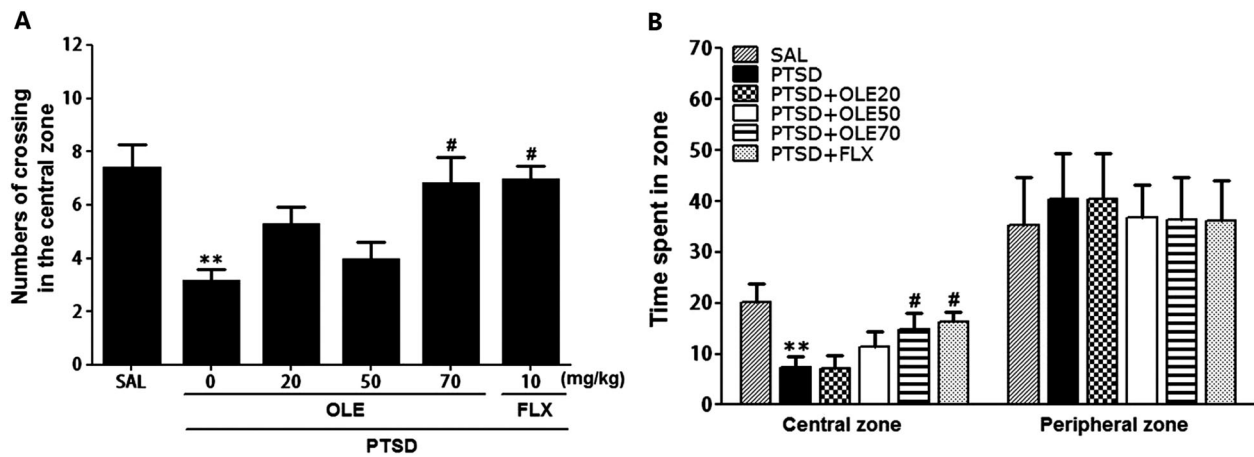 A
Numbers of crossing
in the central zone
12
10
8
6
4
2
0
**
#
#
SAL
0
20
50
70
10
(mg/kg)
OLE
FLX
PTSD
B
Time spent in zone
70
60
50
40
30
20
10
0
SAL
PTSD
PTSD+OLE20
PTSD+OLE50
PTSD+OLE70
PTSD+FLX
**
#
#
Central zone
Peripheral zone